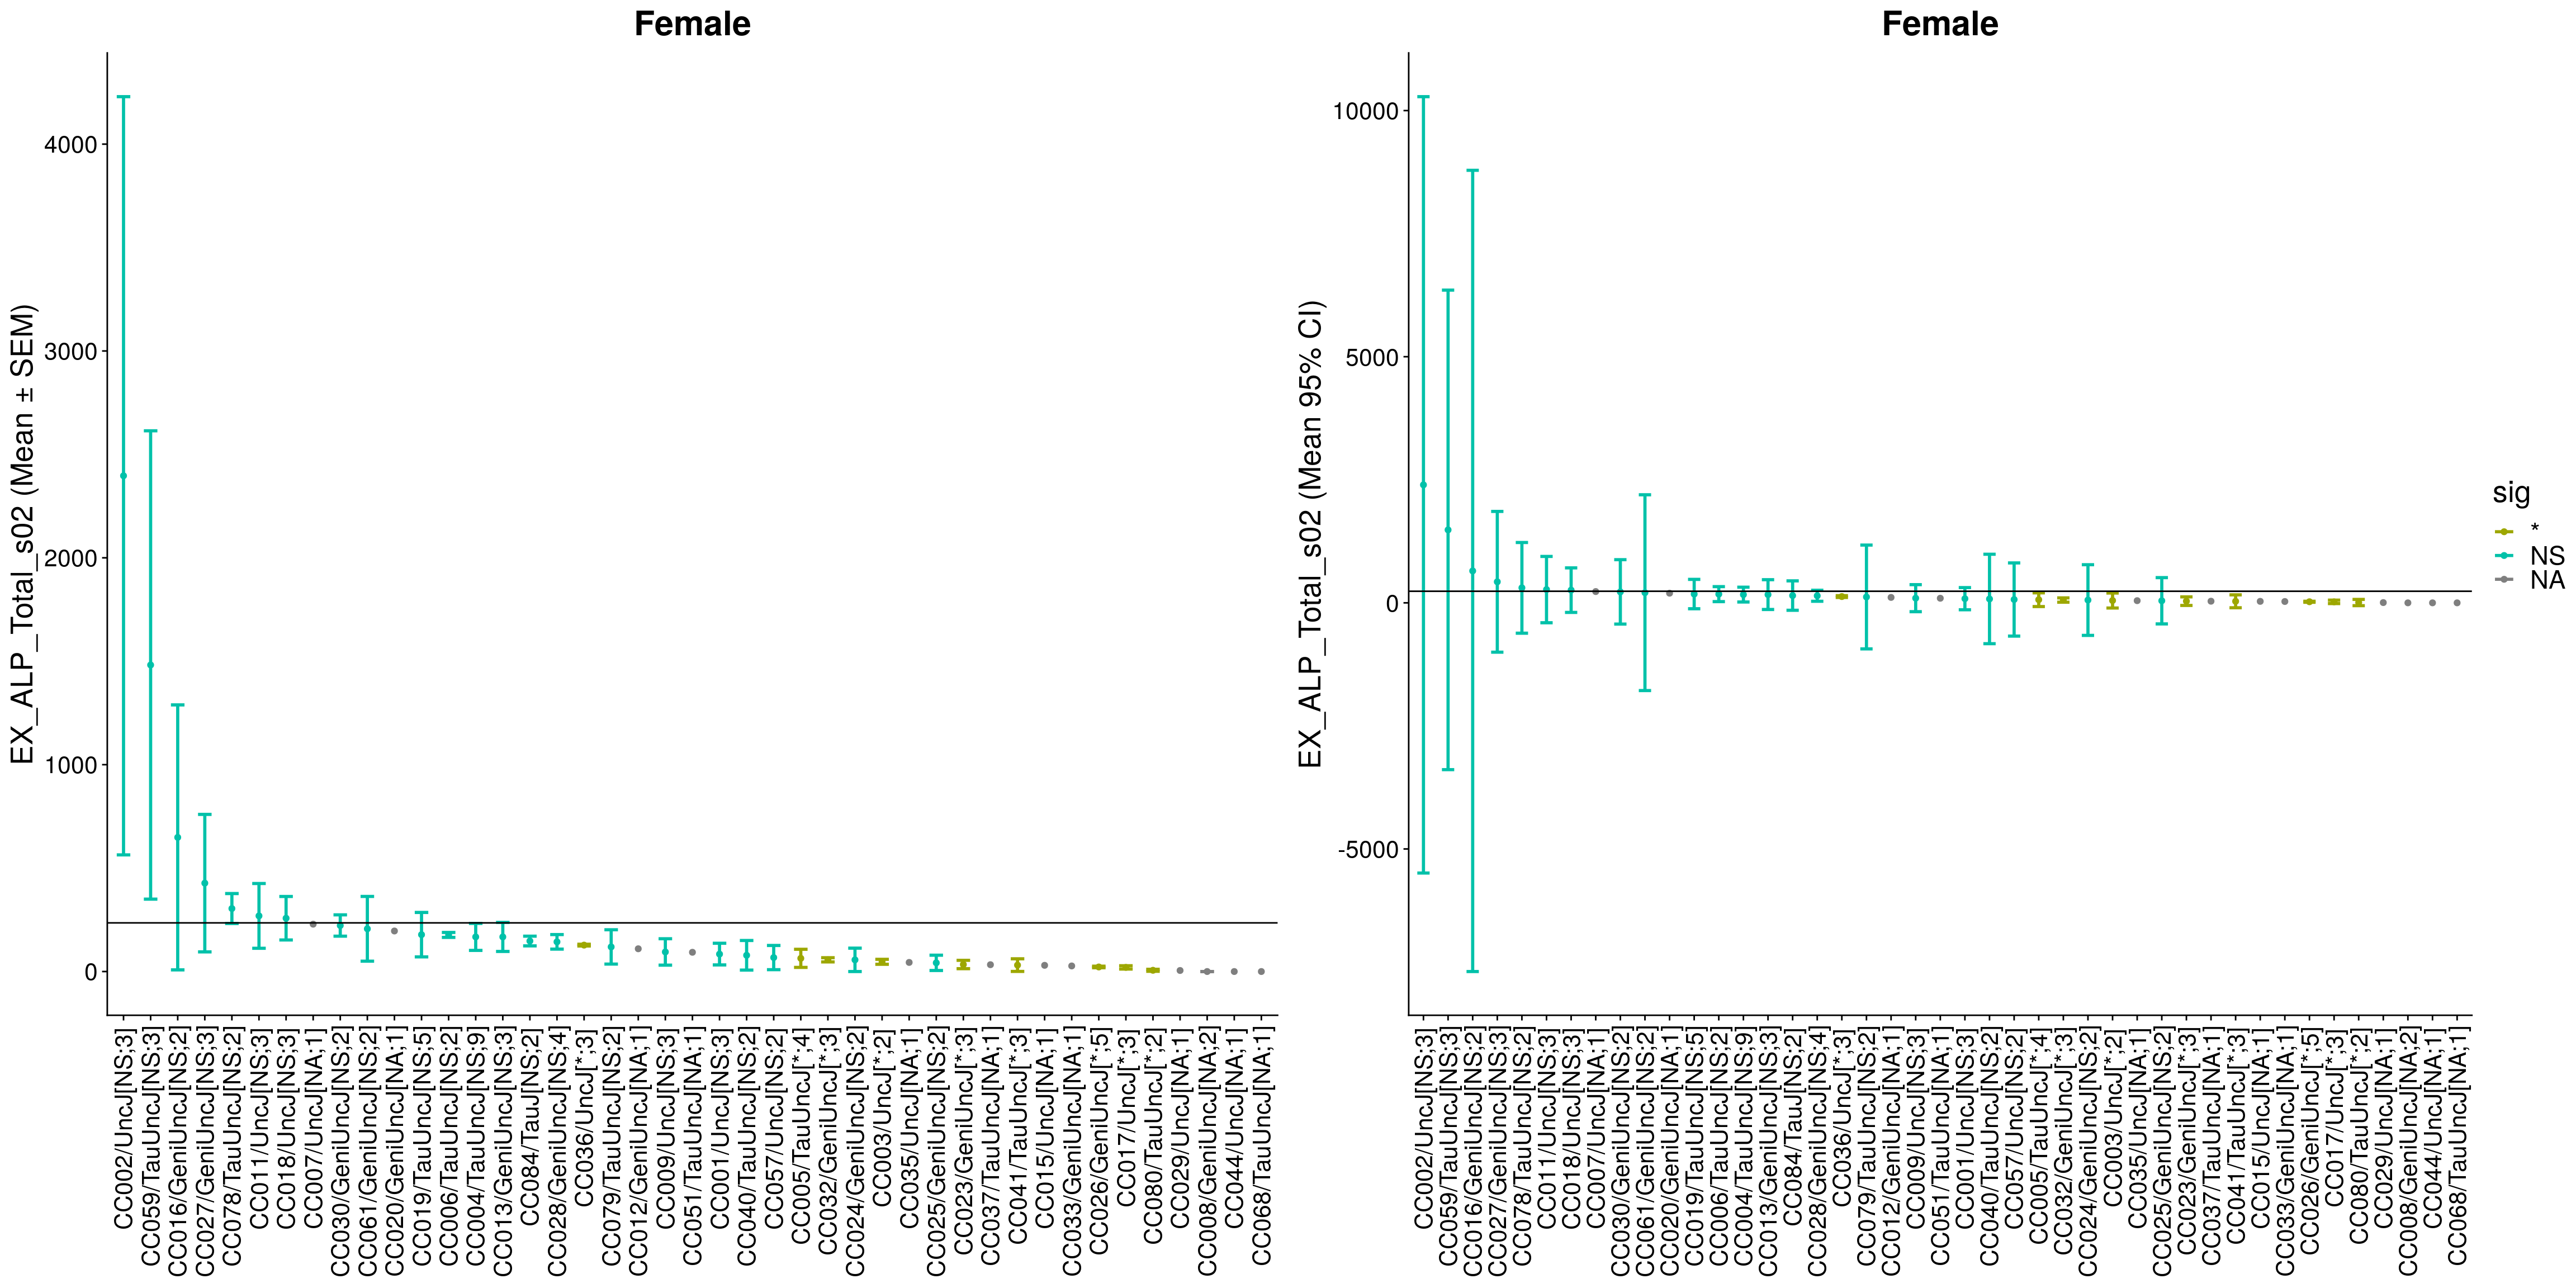 Female
EX_ALP_Total_s02 (Mean ± SEM)
4000
3000
2000
1000
0
CC002/UncJ[NS;3]
CC059/TauUncJ[NS;3]
CC016/GeniUncJ[NS;2]
CC027/GeniUncJ[NS;3]
CC078/TauUncJ[NS;2]
CC011/UncJ[NS;3]
CC018/UncJ[NS;3]
CC007/UncJ[NA;1]
CC030/GeniUncJ[NS;2]
CC061/GeniUncJ[NS;2]
CC020/GeniUncJ[NA;1]
CC019/TauUncJ[NS;5]
CC006/TauUncJ[NS;2]
CC004/TauUncJ[NS;9]
CC013/GeniUncJ[NS;3]
CC084/TauJ[NS;2]
CC028/GeniUncJ[NS;4]
CC036/UncJ[*;3]
CC079/TauUncJ[NS;2]
CC012/GeniUncJ[NA;1]
CC009/UncJ[NS;3]
CC051/TauUncJ[NA;1]
CC001/UncJ[NS;3]
CC040/TauUncJ[NS;2]
CC057/UncJ[NS;2]
CC005/TauUncJ[*;4]
CC032/GeniUncJ[*;3]
CC024/GeniUncJ[NS;2]
CC003/UncJ[*;2]
CC035/UncJ[NA;1]
CC025/GeniUncJ[NS;2]
CC023/GeniUncJ[*;3]
CC037/TauUncJ[NA;1]
CC041/TauUncJ[*;3]
CC015/UncJ[NA;1]
CC033/GeniUncJ[NA;1]
CC026/GeniUncJ[*;5]
CC017/UncJ[*;3]
CC080/TauUncJ[*;2]
CC029/UncJ[NA;1]
CC008/GeniUncJ[NA;2]
CC044/UncJ[NA;1]
CC068/TauUncJ[NA;1]
Female
EX_ALP_Total_s02 (Mean 95% CI)
10000
5000
0
-5000
CC002/UncJ[NS;3]
CC059/TauUncJ[NS;3]
CC016/GeniUncJ[NS;2]
CC027/GeniUncJ[NS;3]
CC078/TauUncJ[NS;2]
CC011/UncJ[NS;3]
CC018/UncJ[NS;3]
CC007/UncJ[NA;1]
CC030/GeniUncJ[NS;2]
CC061/GeniUncJ[NS;2]
CC020/GeniUncJ[NA;1]
CC019/TauUncJ[NS;5]
CC006/TauUncJ[NS;2]
CC004/TauUncJ[NS;9]
CC013/GeniUncJ[NS;3]
CC084/TauJ[NS;2]
CC028/GeniUncJ[NS;4]
CC036/UncJ[*;3]
CC079/TauUncJ[NS;2]
CC012/GeniUncJ[NA;1]
CC009/UncJ[NS;3]
CC051/TauUncJ[NA;1]
CC001/UncJ[NS;3]
CC040/TauUncJ[NS;2]
CC057/UncJ[NS;2]
CC005/TauUncJ[*;4]
CC032/GeniUncJ[*;3]
CC024/GeniUncJ[NS;2]
CC003/UncJ[*;2]
CC035/UncJ[NA;1]
CC025/GeniUncJ[NS;2]
CC023/GeniUncJ[*;3]
CC037/TauUncJ[NA;1]
CC041/TauUncJ[*;3]
CC015/UncJ[NA;1]
CC033/GeniUncJ[NA;1]
CC026/GeniUncJ[*;5]
CC017/UncJ[*;3]
CC080/TauUncJ[*;2]
CC029/UncJ[NA;1]
CC008/GeniUncJ[NA;2]
CC044/UncJ[NA;1]
CC068/TauUncJ[NA;1]
sig
*
NS
NA